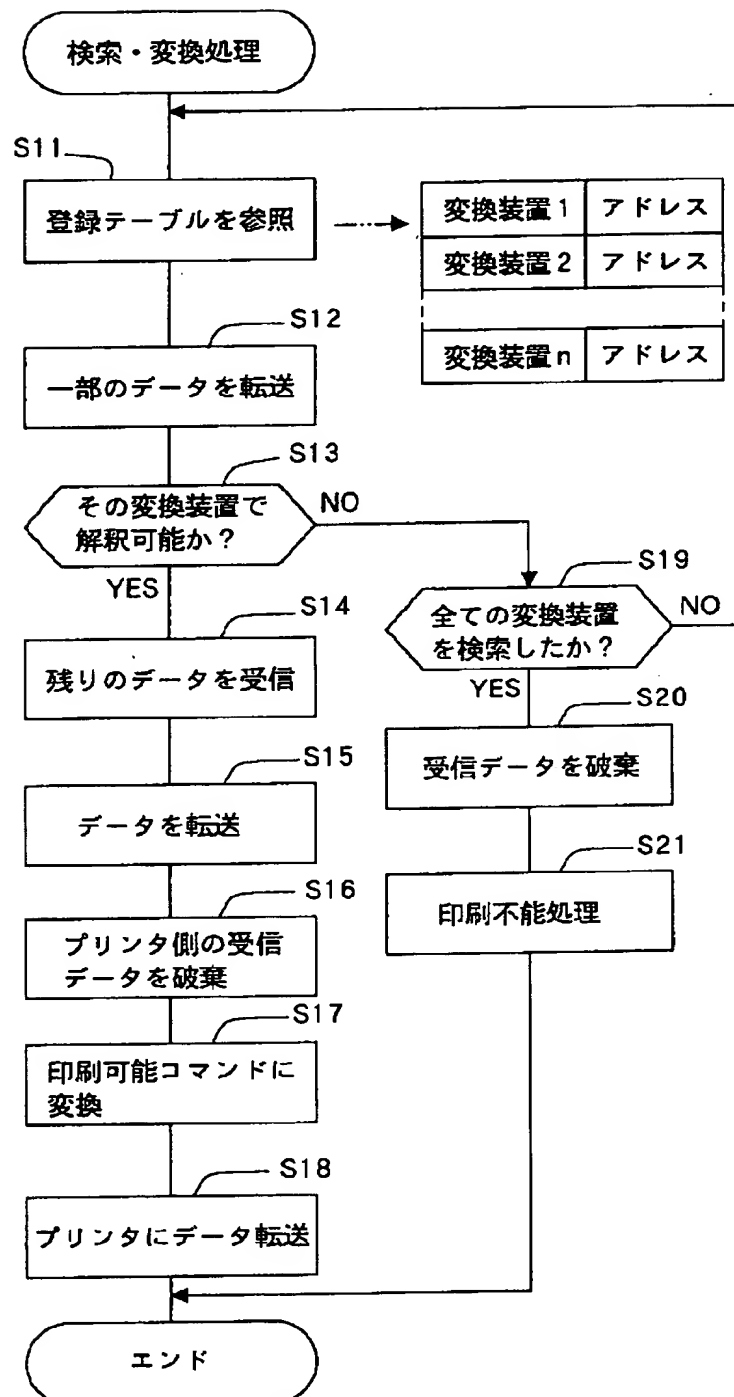 検索・変換処理
S11
登録テーブルを参照
変換装置1 アドレス
変換装置2 アドレス
変換装置n アドレス
S12
一部のデータを転送
S13
その変換装置で
解釈可能か?
NO
YES
S14
残りのデータを受信
S15
データを転送
S16
プリンタ側の受信
データを破棄
S17
印刷可能コマンドに
変換
S18
プリンタにデータ転送
S19
全ての変換装置
を検索したか?
NO
YES
S20
受信データを破棄
S21
印刷不能処理
エンド